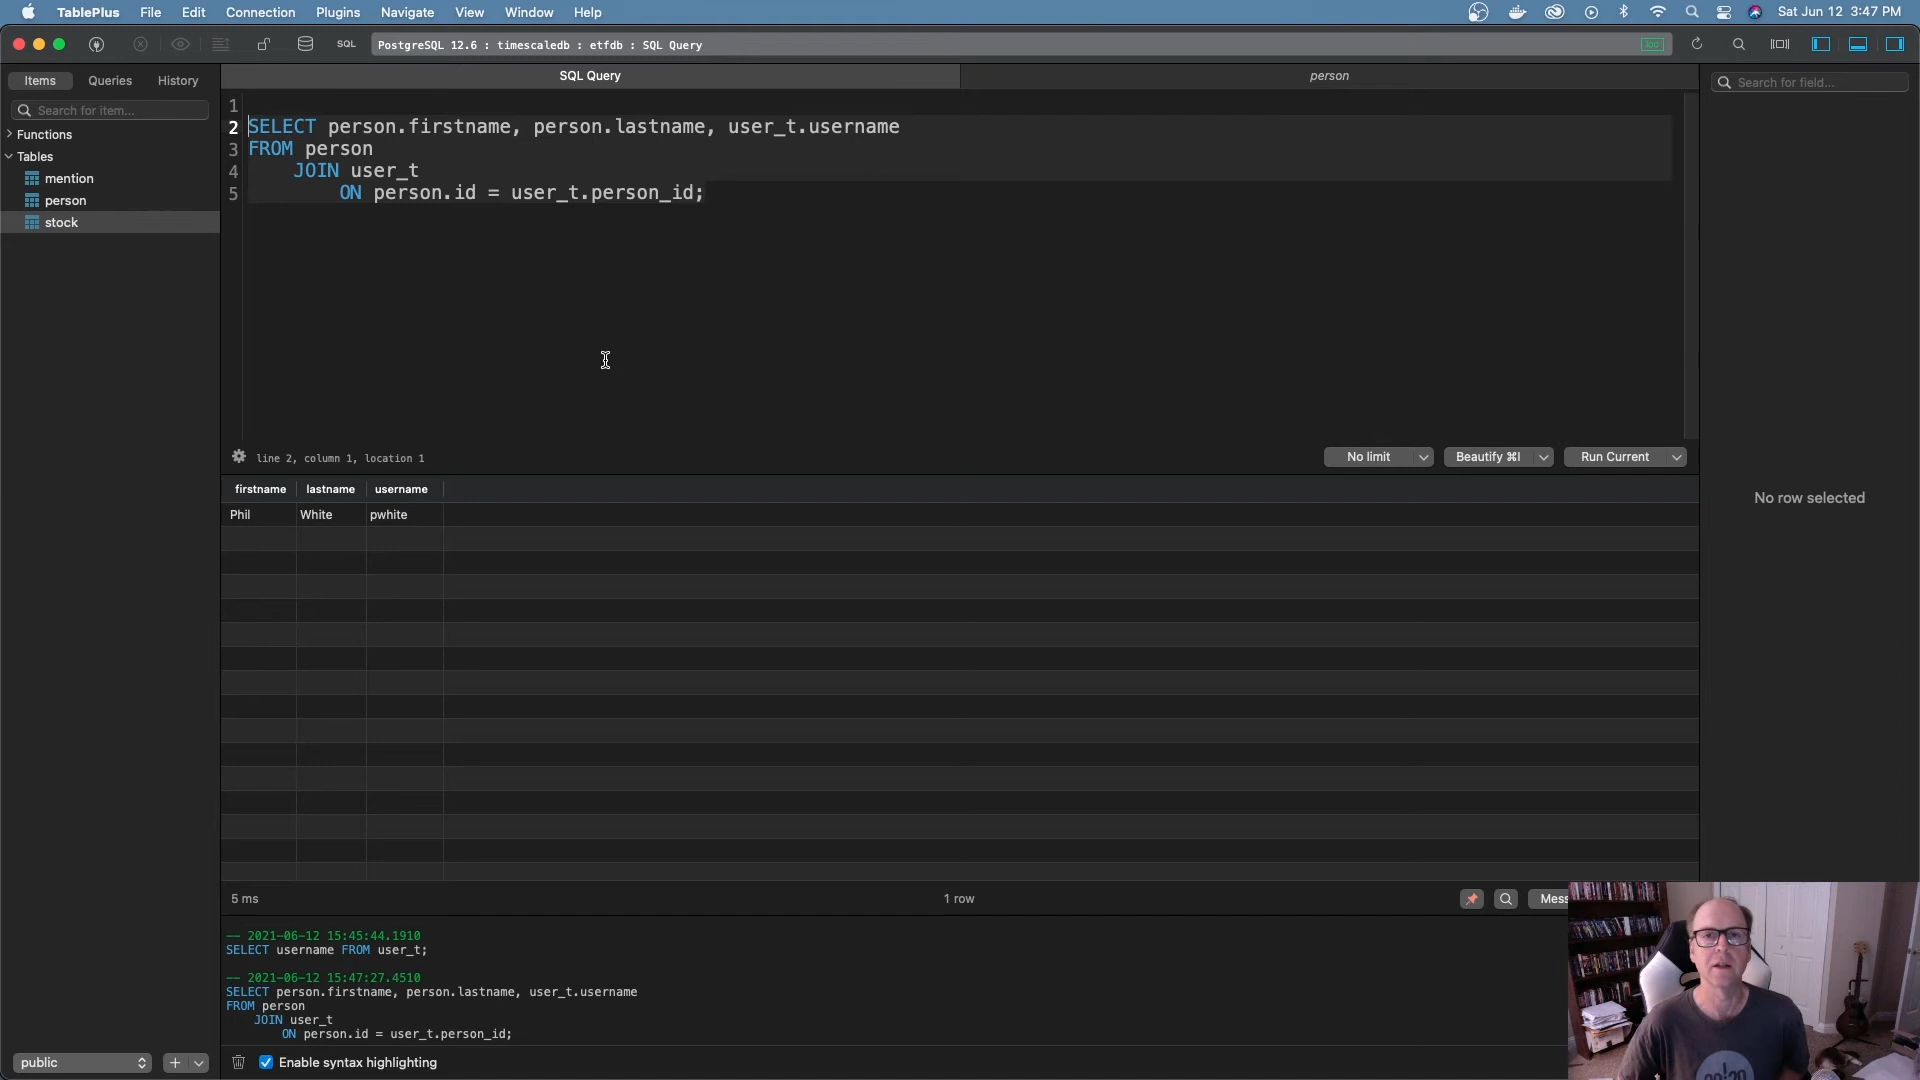 TablePlus File Edit Connection Plugins Navigate View Window Help Sat Jun 12 3:47 PM
SQL PostgreSQL 12.6 : timescaledb : etfdb : SQL Query loc
Items Queries History
SQL Query
person
Search for item...
Search for field...
Functions
Tables
mention
person
stock
1
2 SELECT person.firstname, person.lastname, user_t.username
3 FROM person
4 JOIN user_t
5 ON person.id = user_t.person_id;
line 2, column 1, location 1
No limit Beautify ⌘I Run Current
firstname lastname username
Phil White pwhite
No row selected
5 ms 1 row Mess
-- 2021-06-12 15:45:44.1910
SELECT username FROM user_t;
-- 2021-06-12 15:47:27.4510
SELECT person.firstname, person.lastname, user_t.username
FROM person
JOIN user_t
ON person.id = user_t.person_id;
public + Enable syntax highlighting